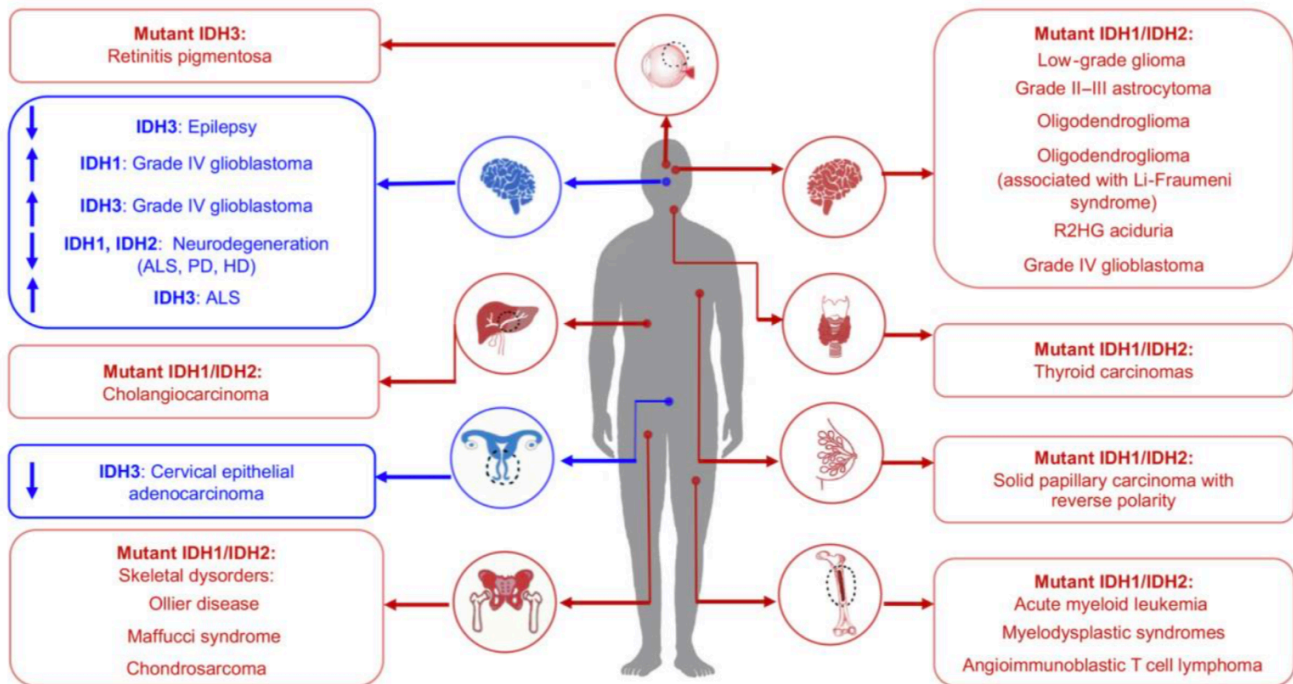 Mutant IDH3:
Retinitis pigmentosa
IDH3: Epilepsy
IDH1: Grade IV glioblastoma
IDH3: Grade IV glioblastoma
IDH1, IDH2: Neurodegeneration
(ALS, PD, HD)
IDH3: ALS
Mutant IDH1/IDH2:
Cholangiocarcinoma
IDH3: Cervical epithelial
adenocarcinoma
Mutant IDH1/IDH2:
Skeletal dysorders:
Ollier disease
Maffucci syndrome
Chondrosarcoma
Mutant IDH1/IDH2:
Low-grade glioma
Grade II–III astrocytoma
Oligodendroglioma
Oligodendroglioma
(associated with Li-Fraumeni
syndrome)
R2HG aciduria
Grade IV glioblastoma
Mutant IDH1/IDH2:
Thyroid carcinomas
Mutant IDH1/IDH2:
Solid papillary carcinoma with
reverse polarity
Mutant IDH1/IDH2:
Acute myeloid leukemia
Myelodysplastic syndromes
Angioimmunoblastic T cell lymphoma